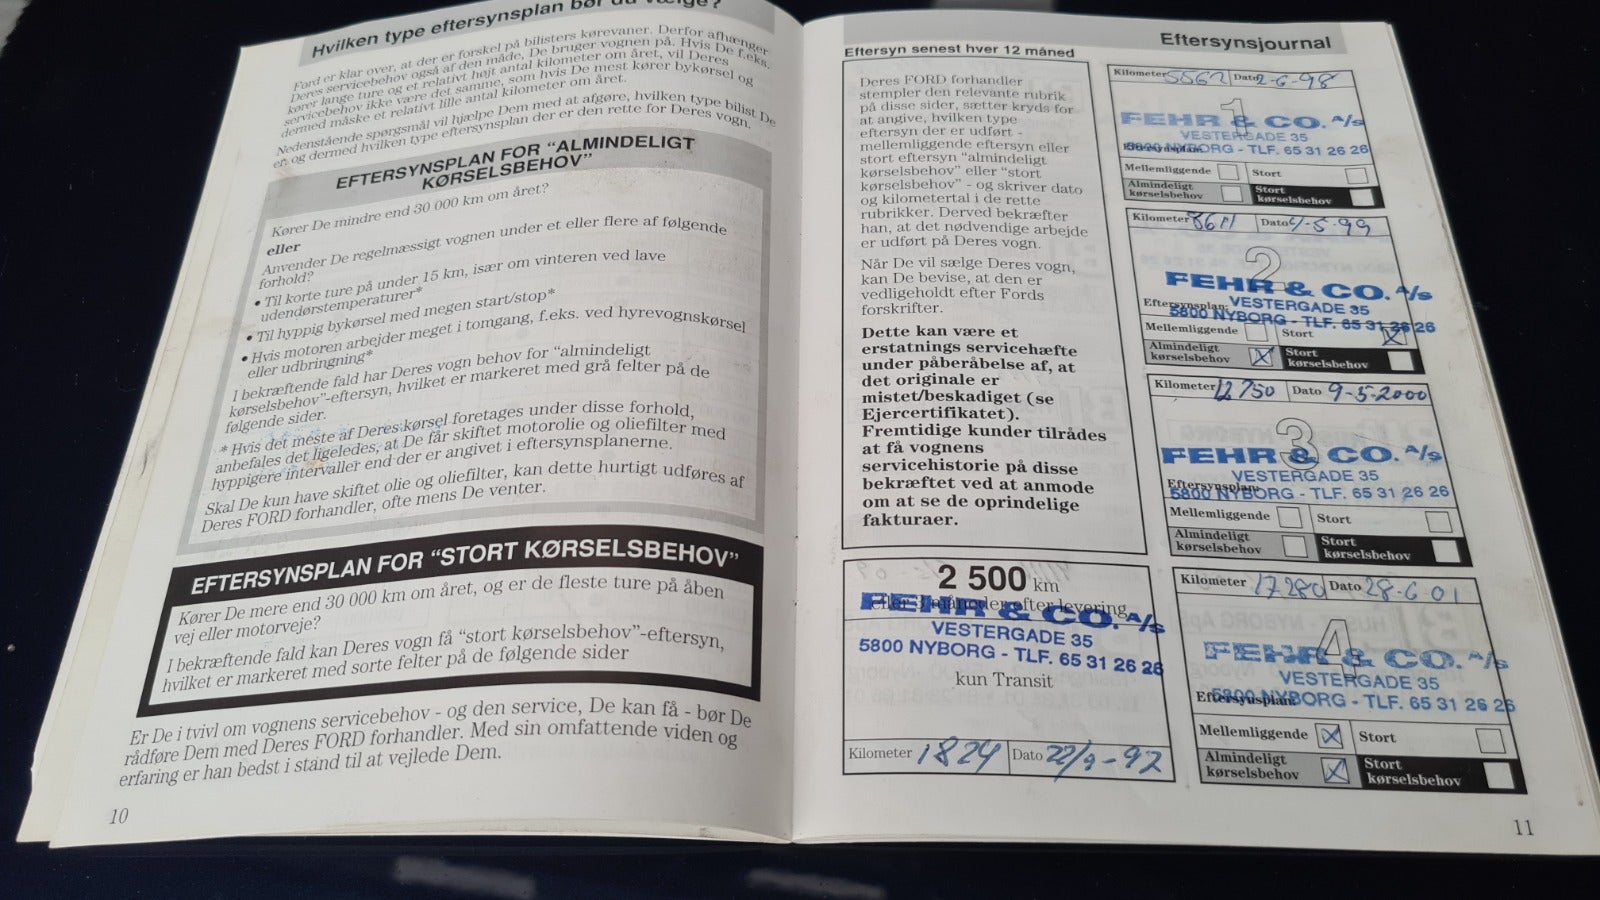 Hvilken type eftersynsplan bør du vælge?
Ford er klar over, at der er forskel på bilisters kørevaner. Derfor afhænger
Deres servicebehov også af den måde, De bruger vognen på. Hvis De f.eks.
kører lange ture og et relativt højt antal kilometer om året, vil Deres
servicebehov ikke være det samme, som hvis De mest kører bykørsel og
dermed måske et relativt lille antal kilometer om året.
Nedenstående spørgsmål vil hjælpe Dem med at afgøre, hvilken type bilist De
er, og dermed hvilken type eftersynsplan der er den rette for Deres vogn.
EFTERSYNSPLAN FOR “ALMINDELIGT
KØRSELSBEHOV”
Kører De mindre end 30 000 km om året?
eller
Anvender De regelmæssigt vognen under et eller flere af følgende
forhold?
• Til korte ture på under 15 km, især om vinteren ved lave
udendørstemperaturer*
• Til hyppig bykørsel med megen start/stop*
• Hvis motoren arbejder meget i tomgang, f.eks. ved hyrevognskørsel
eller udbringning*
I bekræftende fald har Deres vogn behov for “almindeligt
kørselsbehov”-eftersyn, hvilket er markeret med grå felter på de
følgende sider.
* Hvis det meste af Deres kørsel foretages under disse forhold,
anbefales det ligeledes, at De får skiftet motorolie og oliefilter med
hyppigere intervaller end der er angivet i eftersynsplanerne.
Skal De kun have skiftet olie og oliefilter, kan dette hurtigt udføres af
Deres FORD forhandler, ofte mens De venter.
EFTERSYNSPLAN FOR “STORT KØRSELSBEHOV”
Kører De mere end 30 000 km om året, og er de fleste ture på åben
vej eller motorveje?
I bekræftende fald kan Deres vogn få “stort kørselsbehov”-eftersyn,
hvilket er markeret med sorte felter på de følgende sider
Er De i tvivl om vognens servicebehov - og den service, De kan få - bør De
rådføre Dem med Deres FORD forhandler. Med sin omfattende viden og
erfaring er han bedst i stand til at vejlede Dem.
10
Eftersynsjournal
Eftersyn senest hver 12 måned
Deres FORD forhandler
stempler den relevante rubrik
på disse sider, sætter kryds for
at angive, hvilken type
eftersyn der er udført -
mellemliggende eftersyn eller
stort eftersyn “almindeligt
kørselsbehov” eller “stort
kørselsbehov” - og skriver dato
og kilometertal i de rette
rubrikker. Derved bekræfter
han, at det nødvendige arbejde
er udført på Deres vogn.
Når De vil sælge Deres vogn,
kan De bevise, at den er
vedligeholdt efter Fords
forskrifter.
Dette kan være et
erstatnings servicehæfte
under påberåbelse af, at
det originale er
mistet/beskadiget (se
Ejercertifikatet).
Fremtidige kunder tilrådes
at få vognens
servicehistorie på disse
bekræftet ved at anmode
om at se de oprindelige
fakturaer.
2 500 km
eller 3 måneder efter levering
FEHR & CO. A/S
VESTERGADE 35
5800 NYBORG - TLF. 65 31 26 26
kun Transit
Kilometer 1824 Dato 22/9-97
Kilometer Dato 2-6-98
1
FEHR & CO. A/S
VESTERGADE 35
Eftersynsplan:
5800 NYBORG - TLF. 65 31 26 26
Mellemliggende Stort
Almindeligt kørselsbehov Stort kørselsbehov
Kilometer 8611 Dato 4-5-99
2
FEHR & CO. A/S
Eftersynsplan: VESTERGADE 35
5800 NYBORG - TLF. 65 31 26 26
Mellemliggende Stort
Almindeligt kørselsbehov Stort kørselsbehov
Kilometer 12750 Dato 9-5-2000
3
FEHR & CO. A/S
VESTERGADE 35
Eftersynsplan:
5800 NYBORG - TLF. 65 31 26 26
Mellemliggende Stort
Almindeligt kørselsbehov Stort kørselsbehov
Kilometer 17280 Dato 28-6 01
4
FEHR & CO. A/S
VESTERGADE 35
Eftersynsplan:
5800 NYBORG - TLF. 65 31 26 26
Mellemliggende Stort
Almindeligt kørselsbehov Stort kørselsbehov
11